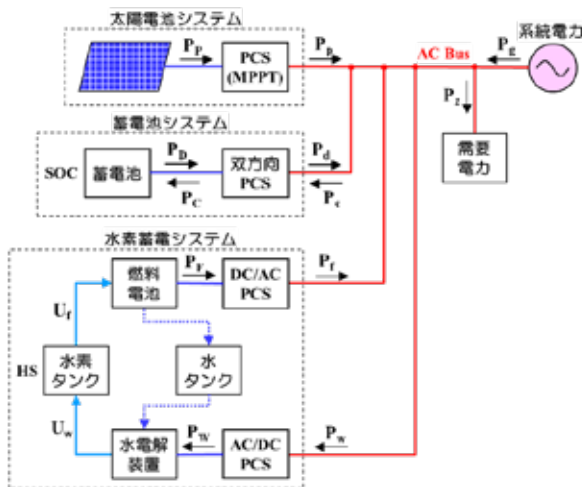 太陽電池システム
P_P
PCS
(MPPT)
P_p
AC Bus
P_g
系統電力
P_ℓ
需要
電力
蓄電池システム
SOC
蓄電池
P_D
P_C
双方向
PCS
P_d
P_c
水素蓄電システム
燃料
電池
P_F
DC/AC
PCS
P_f
U_f
HS
水素
タンク
水
タンク
U_w
水電解
装置
P_W
AC/DC
PCS
P_w